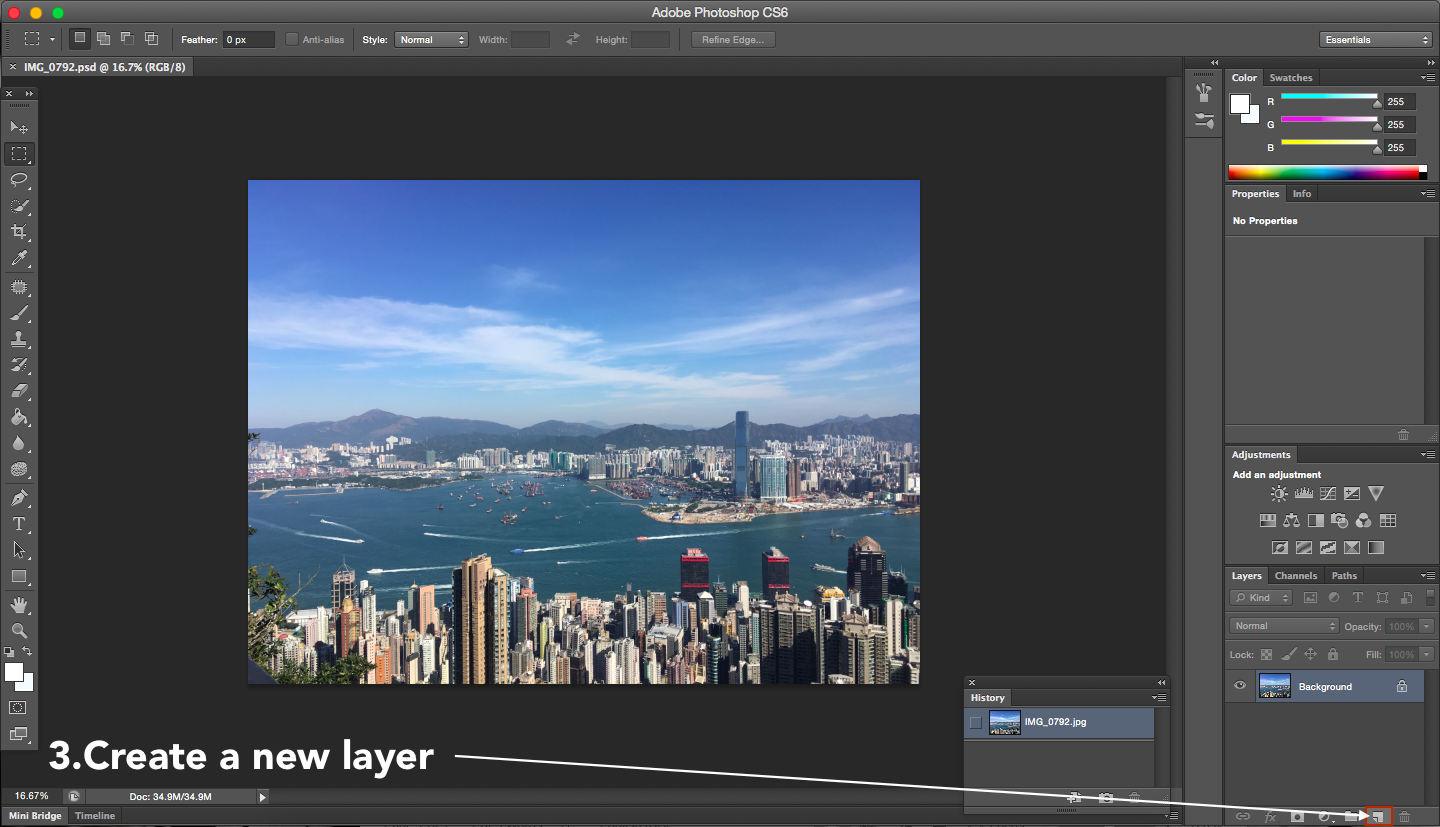 Adobe Photoshop CS6
Feather: 0 px Anti-alias Style: Normal Width: Height: Refine Edge... Essentials
× IMG_0792.psd @ 16.7% (RGB/8)
Color Swatches
R 255
G 255
B 255
Properties Info
No Properties
Adjustments
Add an adjustment
Layers Channels Paths
Kind
Normal Opacity: 100%
Lock: Fill: 100%
Background
History
IMG_0792.jpg
3.Create a new layer
16.67% Doc: 34.9M/34.9M
Mini Bridge Timeline